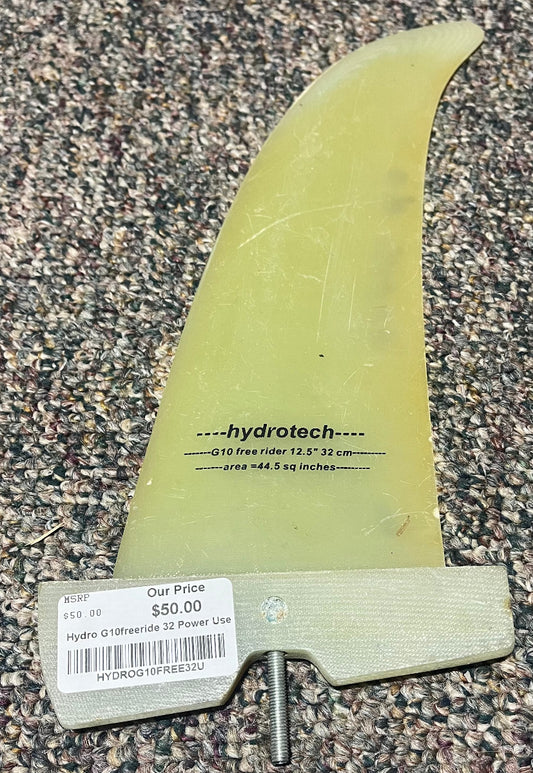 ----hydrotech----
-------G10 free rider 12.5" 32 cm---------
--------area =44.5 sq inches----------
MSRP Our Price
$50.00 $50.00
Hydro G10freeride 32 Power Use
HYDROG10FREE32U